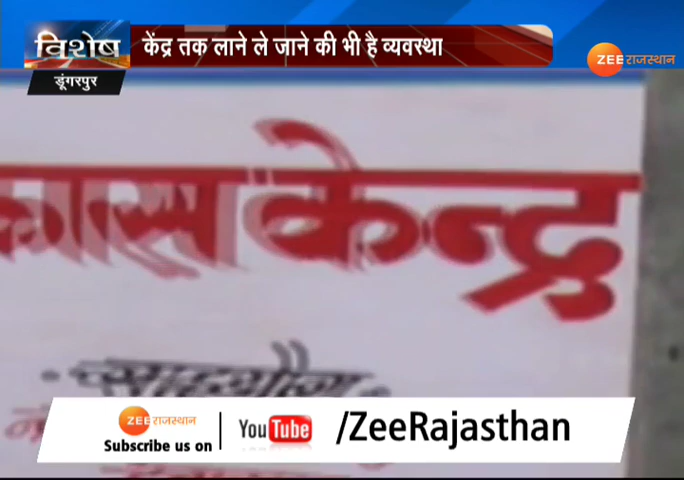 विशेष
केंद्र तक लाने ले जाने की भी है व्यवस्था
ZEE राजस्थान
डूंगरपुर
केन्द्र
ZEE राजस्थान
Subscribe us on
YouTube
/ZeeRajasthan